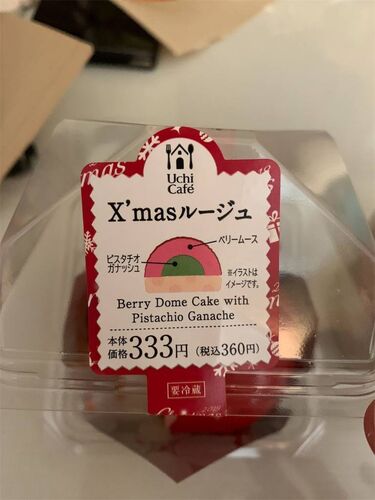 Uchi
Café
X'masルージュ
ベリームース
ピスタチオ
ガナッシュ
※イラストは
イメージです。
Berry Dome Cake with
Pistachio Ganache
本体
価格333円(税込360円)
要冷蔵